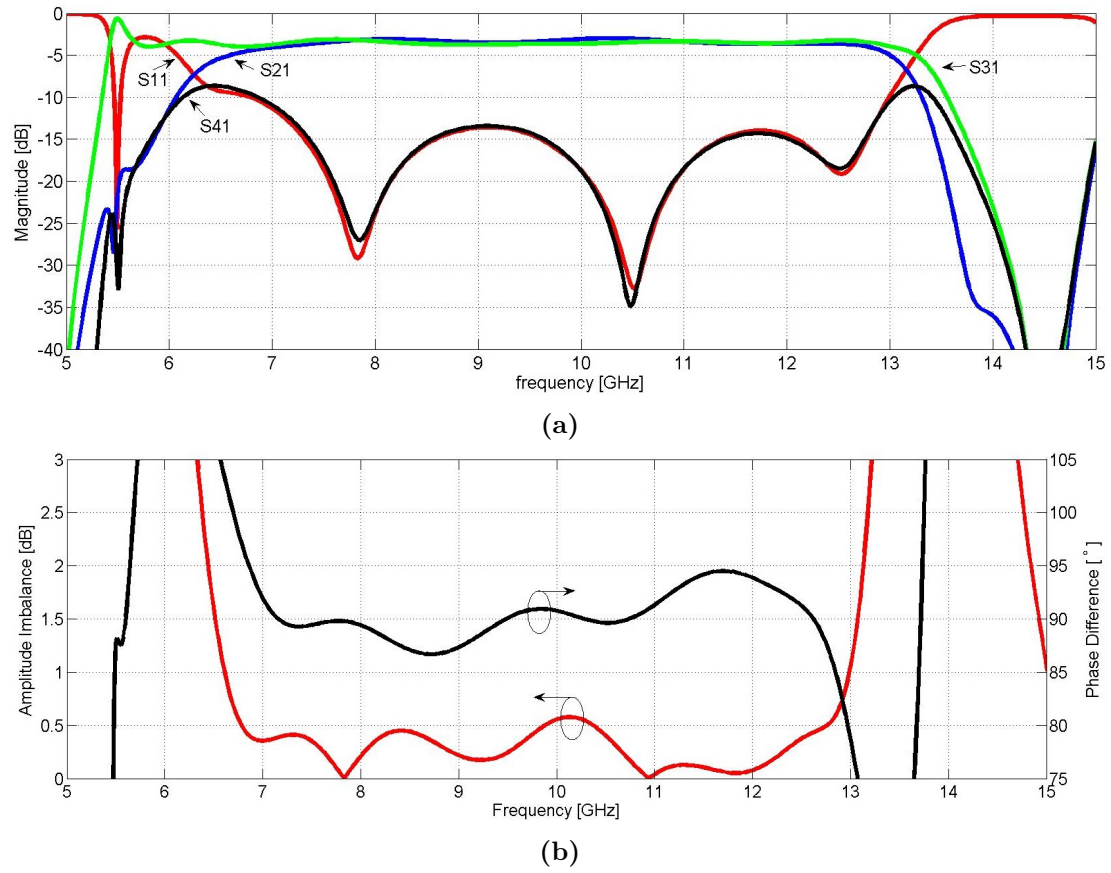 0
-5
-10
-15
-20
-25
-30
-35
-40
Magnitude [dB]
S11
S21
S41
S31
5 6 7 8 9 10 11 12 13 14 15
frequency [GHz]
(a)
3
2.5
2
1.5
1
0.5
0
Amplitude Imbalance [dB]
105
100
95
90
85
80
75
Phase Difference [ ° ]
5 6 7 8 9 10 11 12 13 14 15
Frequency [GHz]
(b)